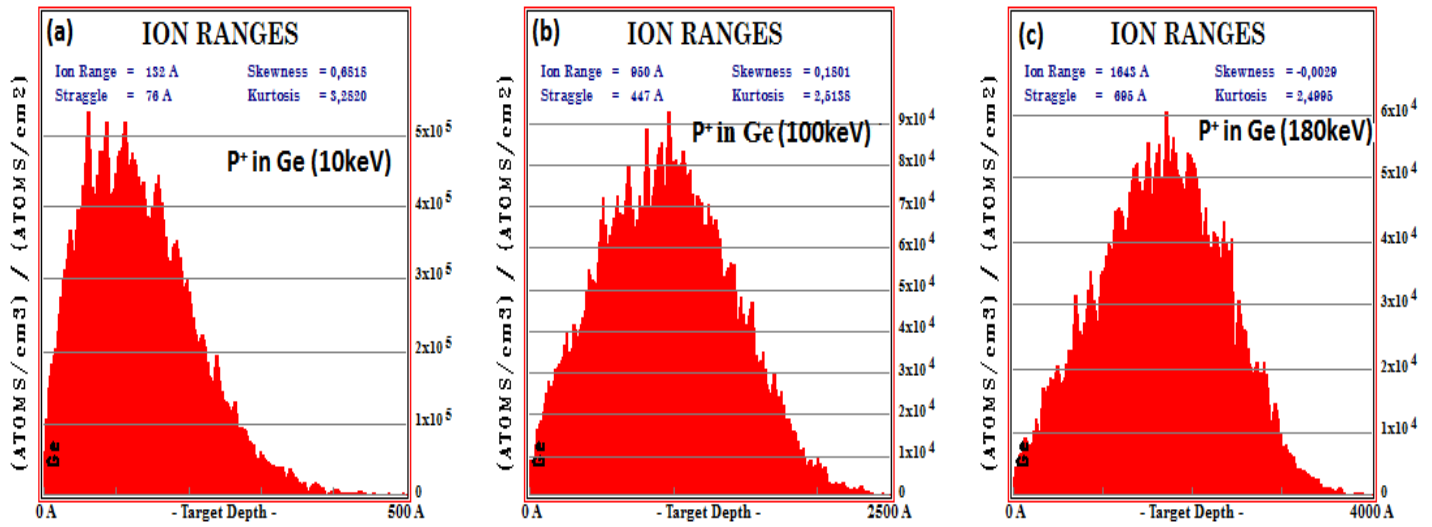 (a) ION RANGES
Ion Range = 132 A Skewness = 0,6515
Straggle = 76 A Kurtosis = 3,2520
P+ in Ge (10keV)
(ATOMS/cm3) / (ATOMS/cm2)
5x10^5
4x10^5
3x10^5
2x10^5
1x10^5
0
Ge
0 A - Target Depth - 500 A
(b) ION RANGES
Ion Range = 950 A Skewness = 0,1501
Straggle = 447 A Kurtosis = 2,5135
P+ in Ge (100keV)
(ATOMS/cm3) / (ATOMS/cm2)
9x10^4
8x10^4
7x10^4
6x10^4
5x10^4
4x10^4
3x10^4
2x10^4
1x10^4
0
Ge
0 A - Target Depth - 2500 A
(c) ION RANGES
Ion Range = 1643 A Skewness = -0,0029
Straggle = 695 A Kurtosis = 2,4995
P+ in Ge (180keV)
(ATOMS/cm3) / (ATOMS/cm2)
6x10^4
5x10^4
4x10^4
3x10^4
2x10^4
1x10^4
0
Ge
0 A - Target Depth - 4000 A